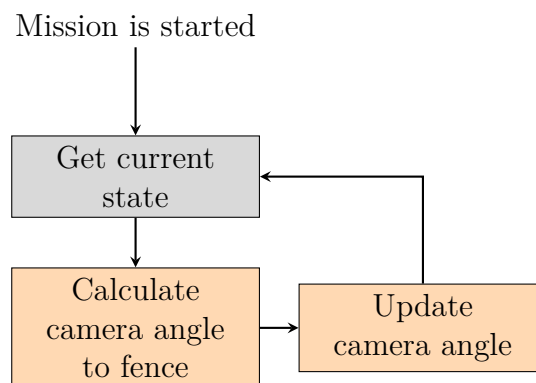 Mission is started
Get current
state
Calculate
camera angle
to fence
Update
camera angle